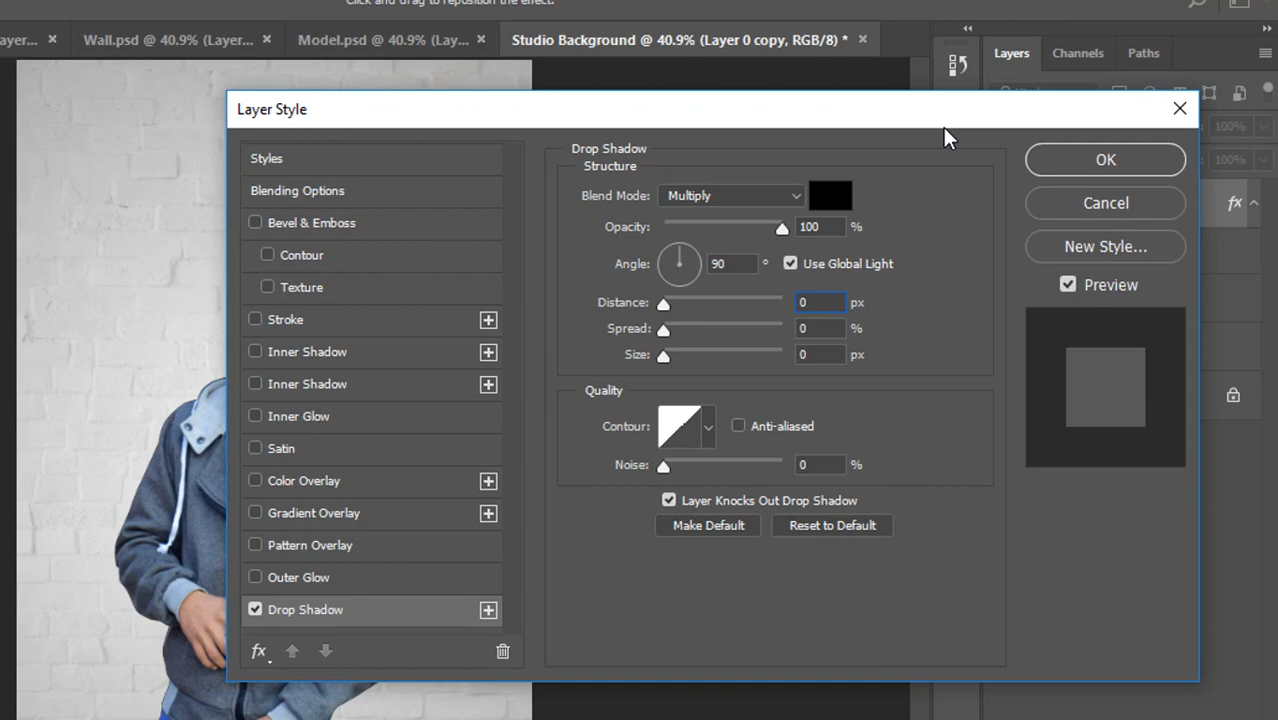 Click and drag to reposition the effect.
ayer... × Wall.psd @ 40.9% (Layer... × Model.psd @ 40.9% (Lay... × Studio Background @ 40.9% (Layer 0 copy, RGB/8) * ×
Layers Channels Paths
Layer Style
100%
100%
fx
Styles
Blending Options
Bevel & Emboss
Contour
Texture
Stroke
Inner Shadow
Inner Shadow
Inner Glow
Satin
Color Overlay
Gradient Overlay
Pattern Overlay
Outer Glow
Drop Shadow
fx
Drop Shadow
Structure
Blend Mode: Multiply
Opacity: 100 %
Angle: 90 ° Use Global Light
Distance: 0 px
Spread: 0 %
Size: 0 px
Quality
Contour: Anti-aliased
Noise: 0 %
Layer Knocks Out Drop Shadow
Make Default Reset to Default
OK
Cancel
New Style...
Preview